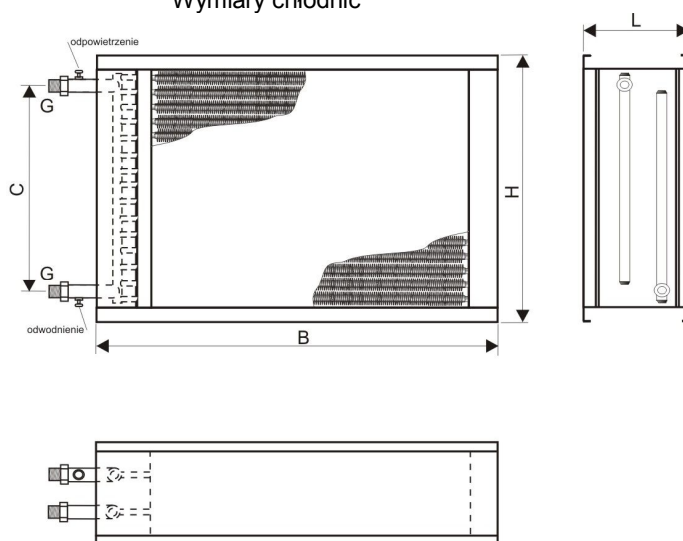 Wymiary chłodnic
odpowietrzenie
L
G
C
H
G
odwodnienie
B